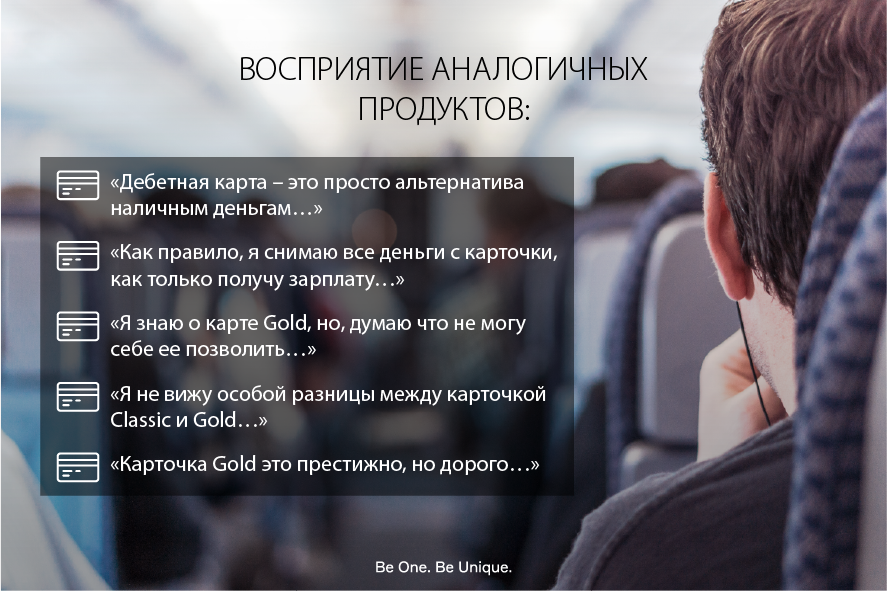 ВОСПРИЯТИЕ АНАЛОГИЧНЫХ
ПРОДУКТОВ:
«Дебетная карта – это просто альтернатива
наличным деньгам…»
«Как правило, я снимаю все деньги с карточки,
как только получу зарплату…»
«Я знаю о карте Gold, но, думаю что не могу
себе ее позволить…»
«Я не вижу особой разницы между карточкой
Classic и Gold…»
«Карточка Gold это престижно, но дорого…»
Be One. Be Unique.